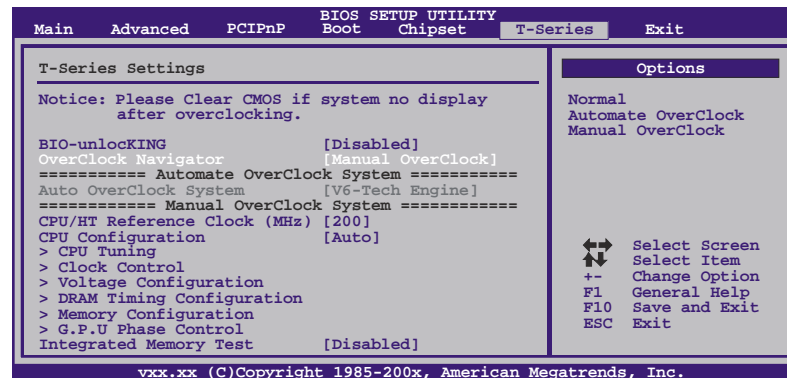 BIOS SETUP UTILITY
Main Advanced PCIPnP Boot Chipset T-Series Exit
T-Series Settings
Notice: Please Clear CMOS if system no display
after overclocking.
BIO-unlocKING [Disabled]
OverClock Navigator [Manual OverClock]
=========== Automate OverClock System ===========
Auto OverClock System [V6-Tech Engine]
============ Manual OverClock System ============
CPU/HT Reference Clock (MHz) [200]
CPU Configuration [Auto]
> CPU Tuning
> Clock Control
> Voltage Configuration
> DRAM Timing Configuration
> Memory Configuration
> G.P.U Phase Control
Integrated Memory Test [Disabled]
Options
Normal
Automate OverClock
Manual OverClock
Select Screen
Select Item
+- Change Option
F1 General Help
F10 Save and Exit
ESC Exit
vxx.xx (C)Copyright 1985-200x, American Megatrends, Inc.